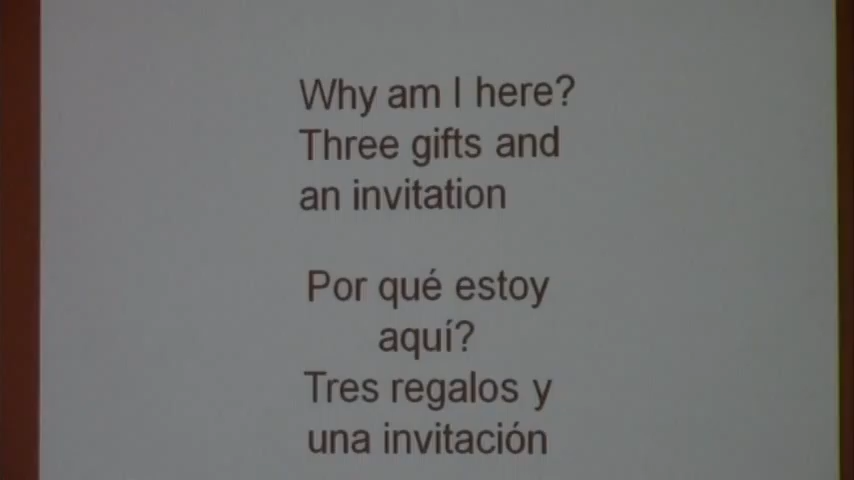 Why am I here?
Three gifts and
an invitation
Por qué estoy
aquí?
Tres regalos y
una invitación